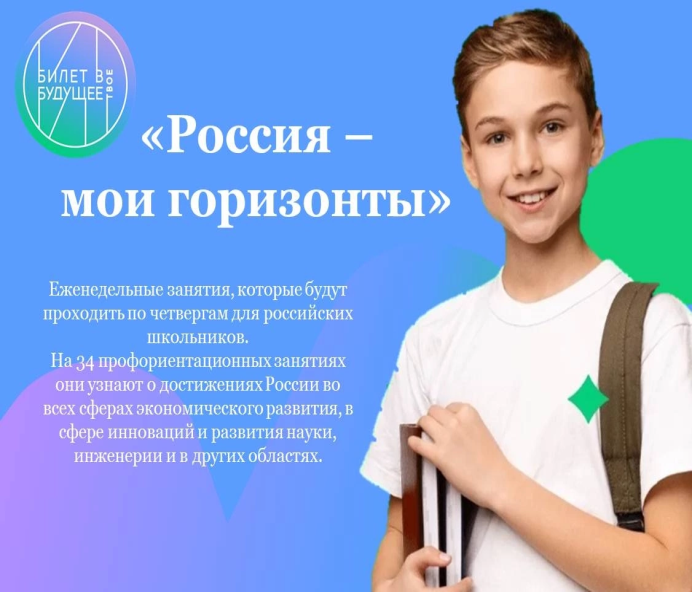 БИЛЕТ В
БУДУЩЕЕ
ТВОЕ
«Россия –
мои горизонты»
Еженедельные занятия, которые будут
проходить по четвергам для российских
школьников.
На 34 профориентационных занятиях
они узнают о достижениях России во
всех сферах экономического развития, в
сфере инноваций и развития науки,
инженерии и в других областях.